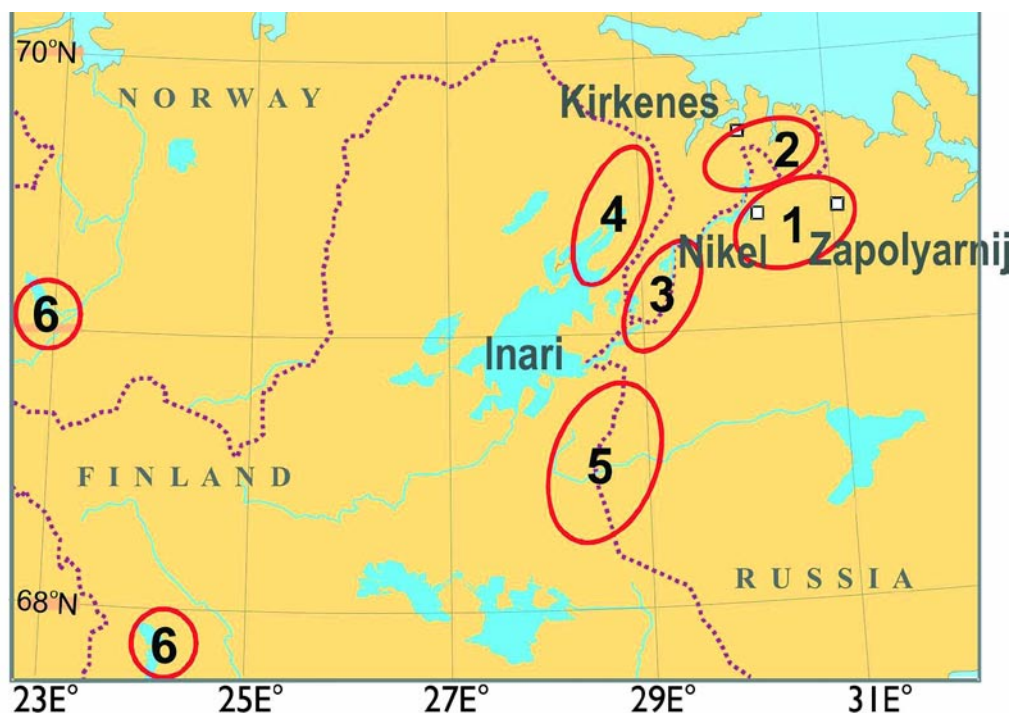 70°N
NORWAY
Kirkenes
2
4
1
Nikel
Zapolyarnij
3
6
Inari
5
FINLAND
RUSSIA
68°N
6
23E°
25E°
27E°
29E°
31E°